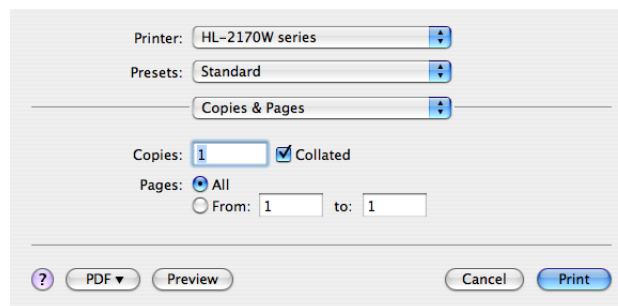 Printer: HL-2170W series
Presets: Standard
Copies & Pages
Copies: 1 Collated
Pages: All
From: 1 to: 1
? PDF ▼ Preview Cancel Print